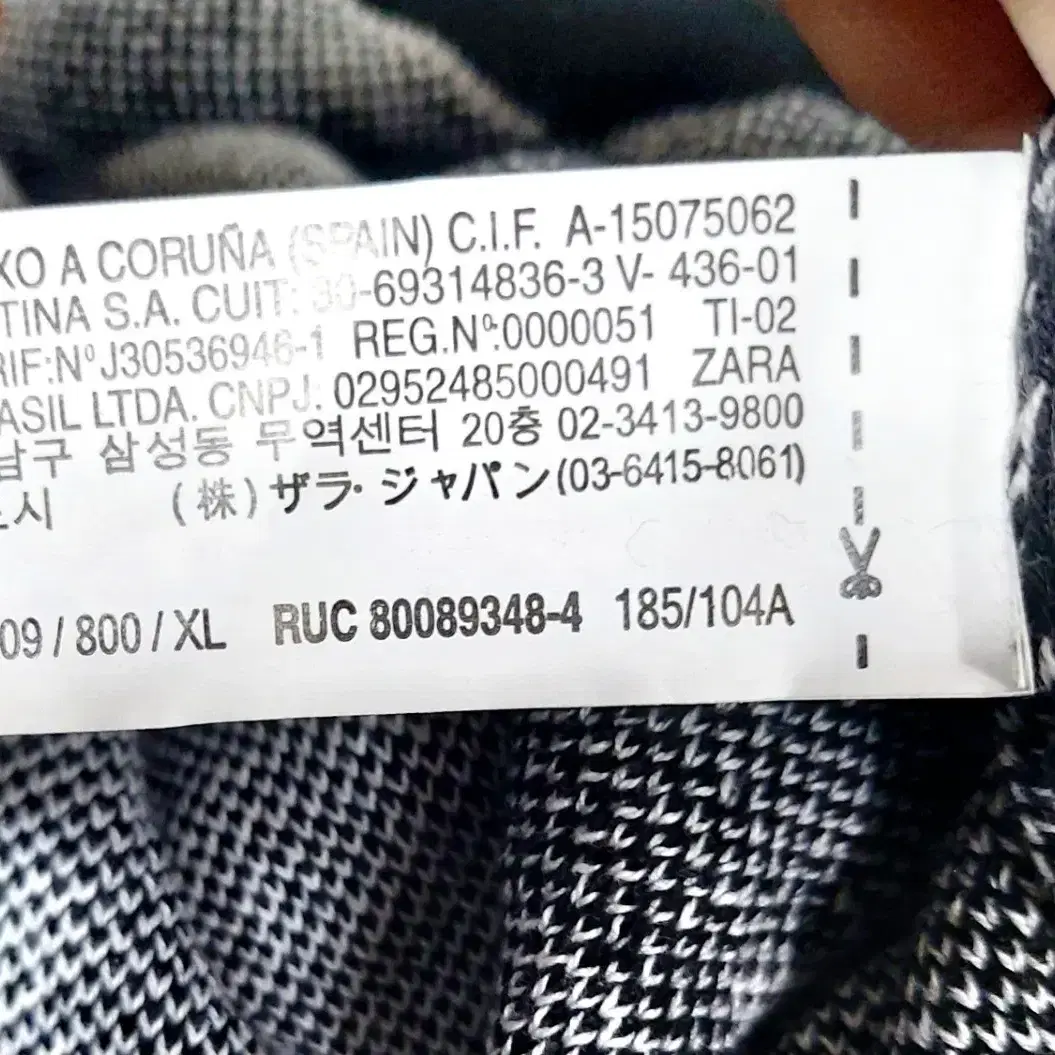 XO A CORUÑA (SPAIN) C.I.F. A-15075062
TINA S.A. CUIT: 30-69314836-3 V- 436-01
RIF:Nº J30536946-1 REG.Nº:0000051 TI-02
ASIL LTDA. CNPJ: 02952485000491 ZARA
남구 삼성동 무역센터 20층 02-3413-9800
시 (株)ザラ・ジャパン(03-6415-8061)
09 / 800 / XL RUC 80089348-4 185/104A